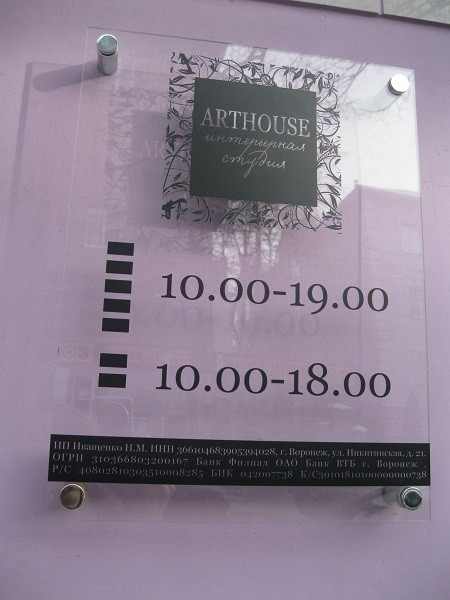 ARTHOUSE
интерьерная
студия
10.00-19.00
10.00-18.00
ИП Иващенко Н.М. ИНН 366104683905394028, г. Воронеж, ул. Никитинская, д. 21.
ОГРН 310366803200167 Банк Филиал ОАО Банк ВТБ г. Воронеж ,
Р/С 40802810303510008285 БИК 042007738 К/С30101810100000000738